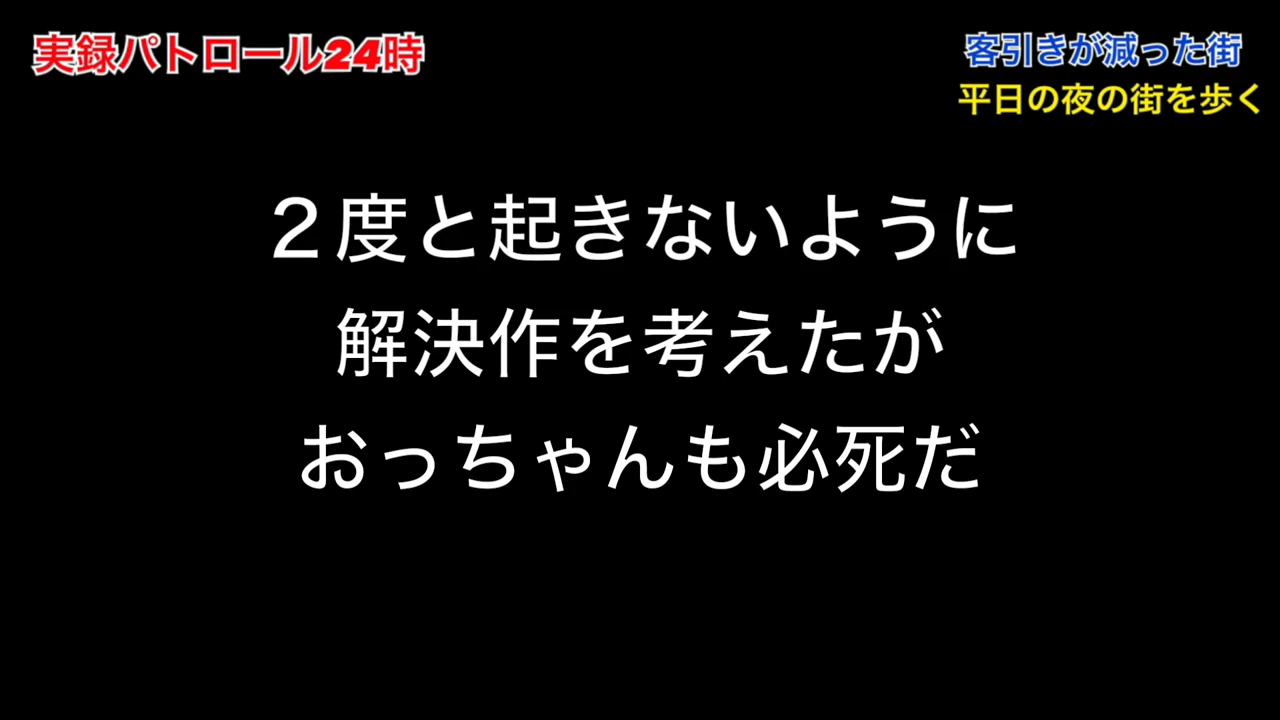 実録パトロール24時
客引きが減った街
平日の夜の街を歩く
２度と起きないように
解決作を考えたが
おっちゃんも必死だ